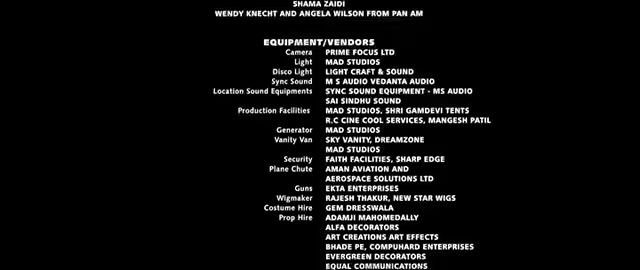 SHAMA ZAIDI
WENDY KNECHT AND ANGELA WILSON FROM PAN AM
EQUIPMENT/VENDORS
Camera PRIME FOCUS LTD
Light MAD STUDIOS
Disco Light LIGHT CRAFT & SOUND
Sync Sound M S AUDIO VEDANTA AUDIO
Location Sound Equipments SYNC SOUND EQUIPMENT - MS AUDIO
SAI SINDHU SOUND
Production Facilities MAD STUDIOS, SHRI GAMDEVI TENTS
R.C CINE COOL SERVICES, MANGESH PATIL
Generator MAD STUDIOS
Vanity Van SKY VANITY, DREAMZONE
MAD STUDIOS
Security FAITH FACILITIES, SHARP EDGE
Plane Chute AMAN AVIATION AND
AEROSPACE SOLUTIONS LTD
Guns EKTA ENTERPRISES
Wigmaker RAJESH THAKUR, NEW STAR WIGS
Costume Hire GEM DRESSWALA
Prop Hire ADAMJI MAHOMEDALLY
ALFA DECORATORS
ART CREATIONS ART EFFECTS
BHADE PE, COMPUHARD ENTERPRISES
EVERGREEN DECORATORS
EQUAL COMMUNICATIONS